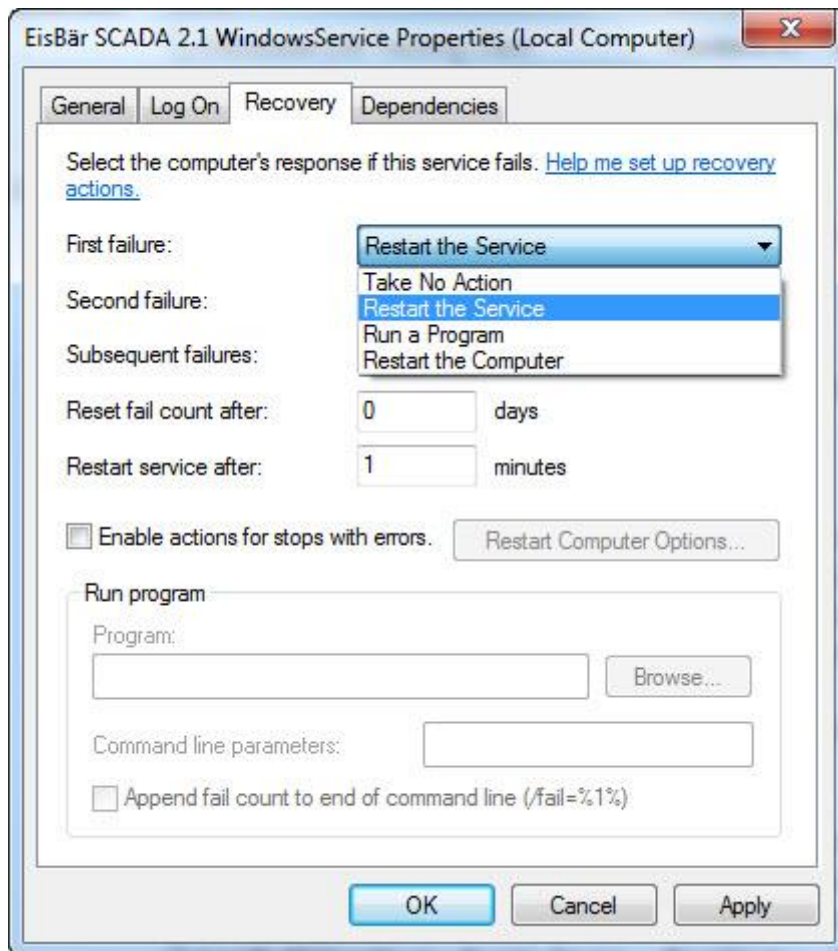 EisBär SCADA 2.1 WindowsService Properties (Local Computer)
General Log On Recovery Dependencies
Select the computer's response if this service fails. Help me set up recovery
actions.
First failure: Restart the Service
Take No Action
Second failure: Restart the Service
Run a Program
Subsequent failures: Restart the Computer
Reset fail count after: 0 days
Restart service after: 1 minutes
Enable actions for stops with errors. Restart Computer Options...
Run program
Program:
Browse...
Command line parameters:
Append fail count to end of command line (/fail=%1%)
OK Cancel Apply